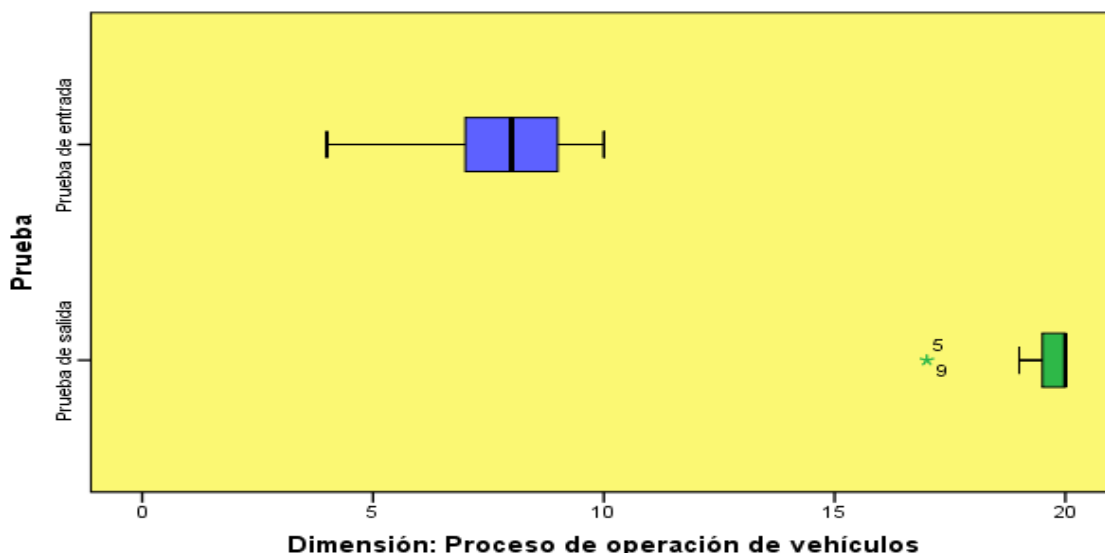 Prueba
Prueba de entrada
Prueba de salida
5
9
0
5
10
15
20
Dimensión: Proceso de operación de vehículos